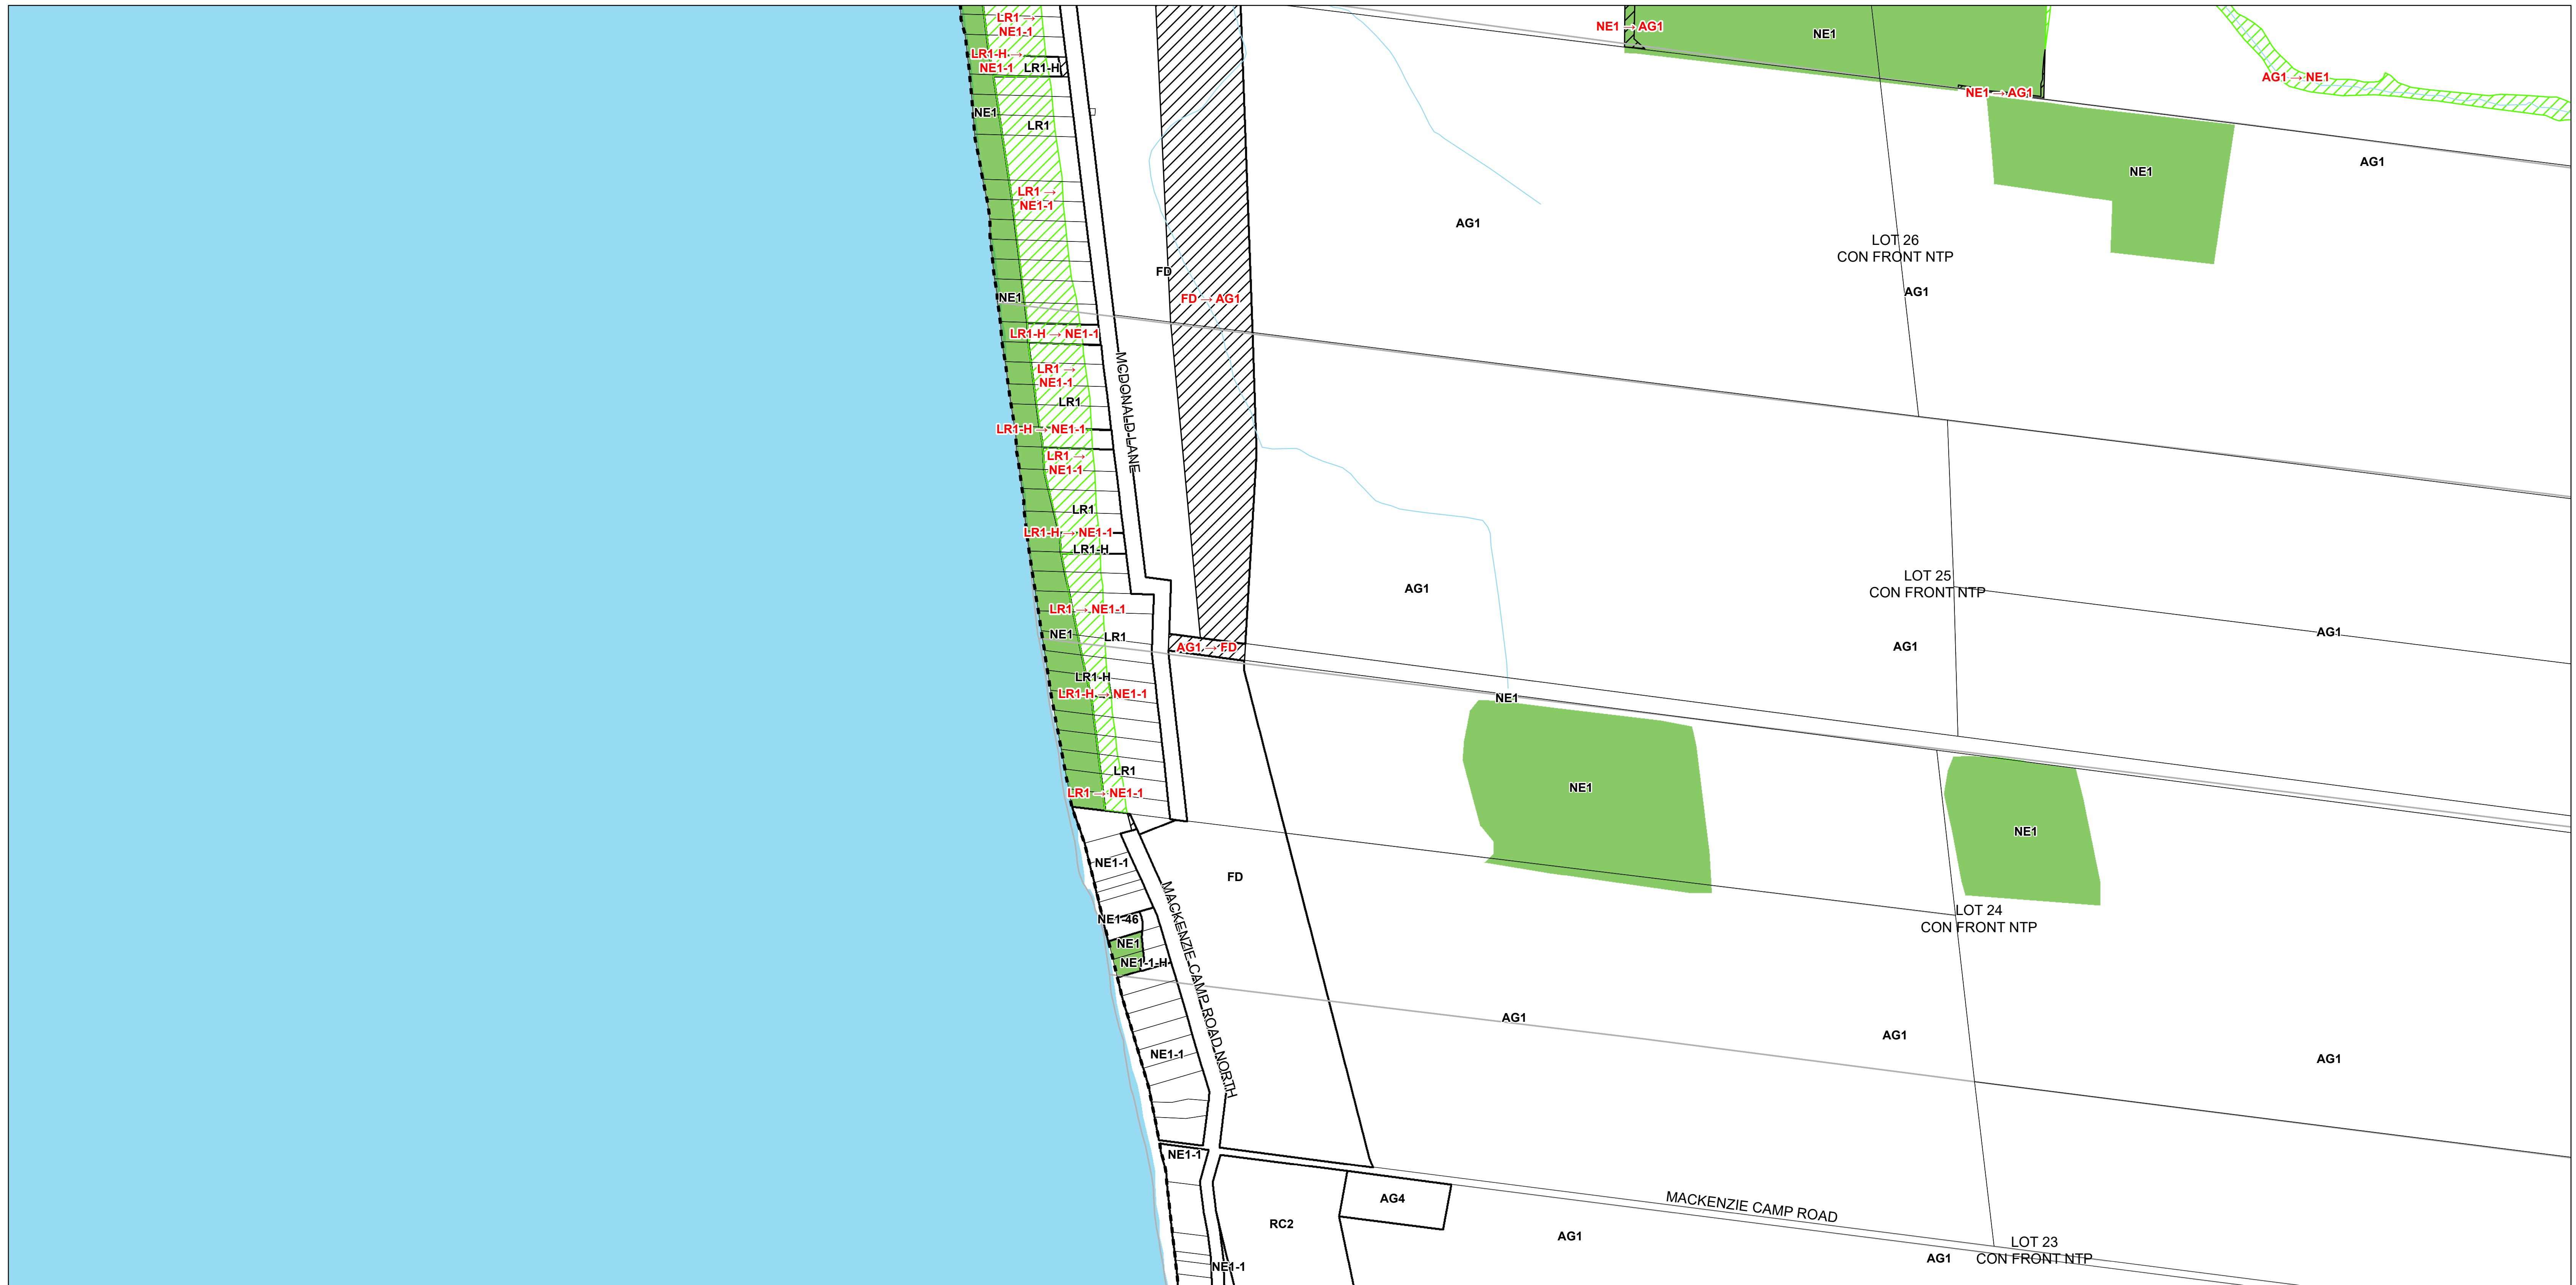 LR1 →
NE1-1
NE1 → AG1
NE1
LR1-H →
NE1-1
LR1-H
AG1 → NE1
NE1 → AG1
NE1
LR1
AG1
NE1
LR1 →
NE1-1
AG1
LOT 26
CON FRONT NTP
FD
AG1
NE1
FD → AG1
LR1-H → NE1-1
MCDONALD LANE
LR1 →
NE1-1
LR1
LR1-H → NE1-1
LR1 →
NE1-1
LR1
LR1-H → NE1-1
LR1-H
LOT 25
CON FRONT NTP
AG1
LR1 → NE1-1
NE1
LR1
AG1
AG1 → FD
AG1
LR1-H
LR1-H → NE1-1
NE1
LR1
NE1
LR1 → NE1-1
NE1
NE1-1
FD
LOT 24
CON FRONT NTP
NE1-46
MACKENZIE CAMP ROAD NORTH
NE1
NE1-1-H
AG1
AG1
NE1-1
AG1
NE1-1
AG4
MACKENZIE CAMP ROAD
RC2
AG1
LOT 23
CON FRONT NTP
AG1
NE1-1